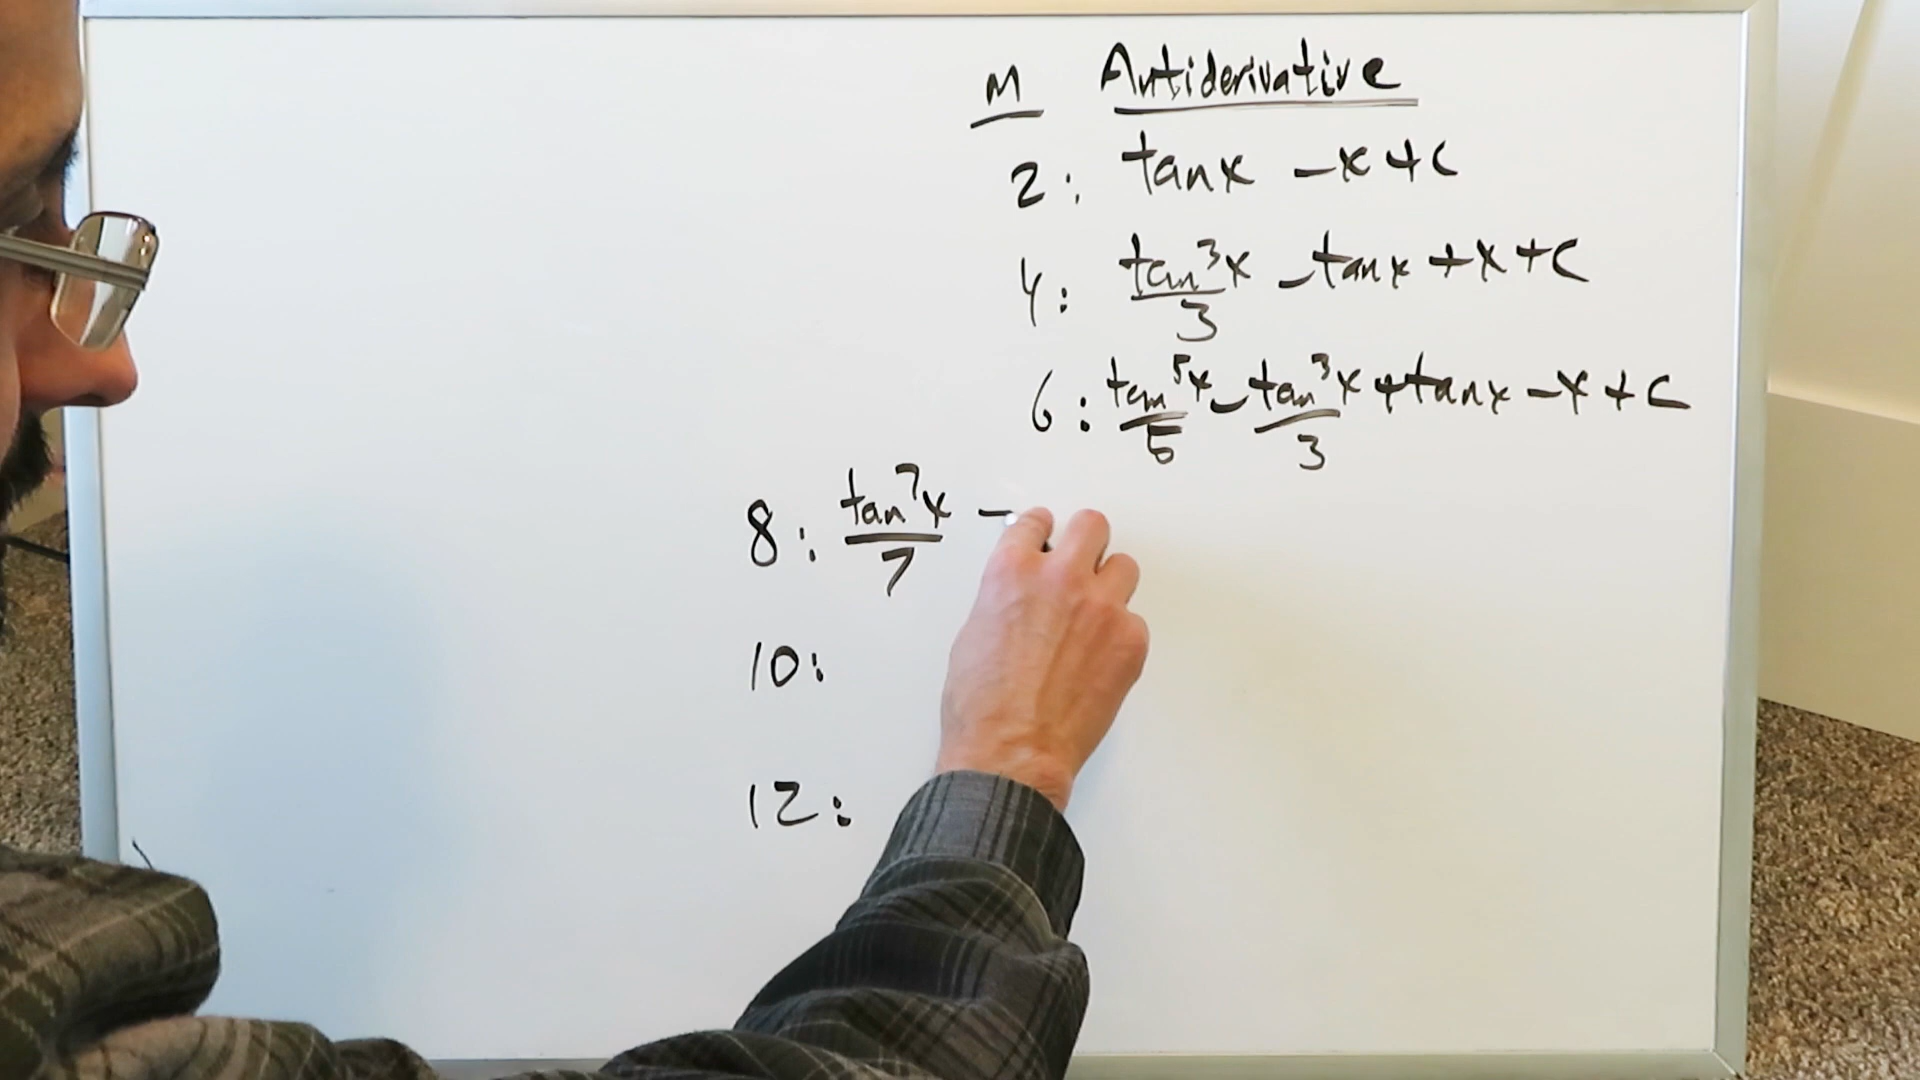 M Antiderivative
2: tanx -x+c
4: tan³x/3 -tanx +x+c
6: tan⁵x/5 - tan³x/3 +tanx -x+c
8: tan⁷x/7 -
10:
12: